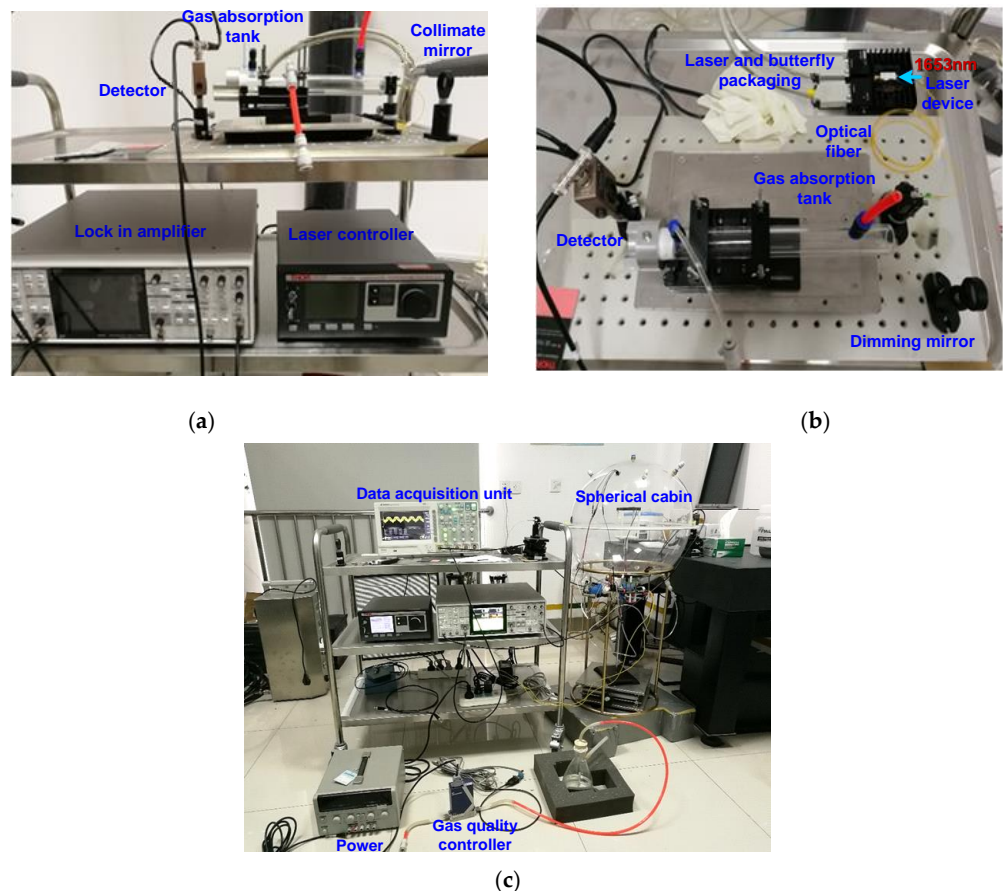 Gas absorption
tank
Collimate
mirror
Detector
Lock in amplifier
Laser controller
(a)
Laser and butterfly
packaging
1653nm
Laser
device
Optical
fiber
Gas absorption
tank
Detector
Dimming mirror
(b)
Data acquisition unit
Spherical cabin
Power
Gas quality
controller
(c)